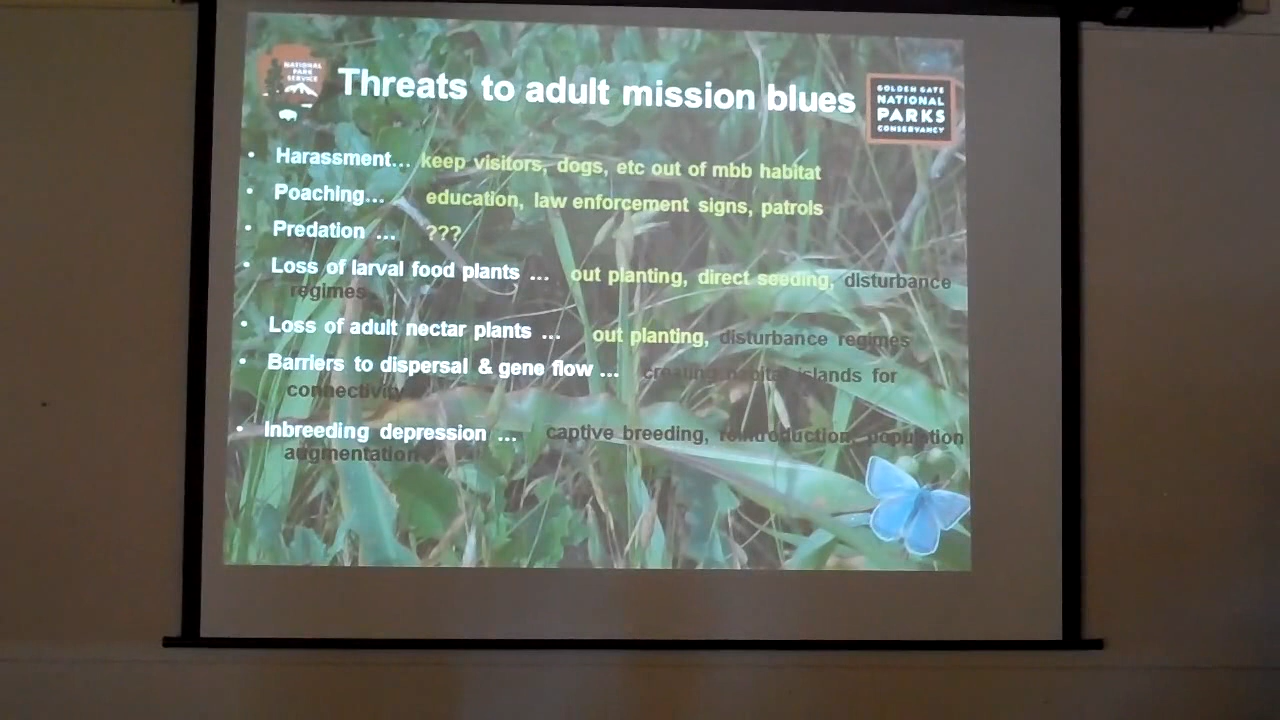 NATIONAL
PARK
SERVICE
Threats to adult mission blues
GOLDEN GATE
NATIONAL
PARKS
CONSERVANCY
• Harassment... keep visitors, dogs, etc out of mbb habitat
• Poaching... education, law enforcement signs, patrols
• Predation ... ???
• Loss of larval food plants ... out planting, direct seeding, disturbance
regimes
• Loss of adult nectar plants ... out planting, disturbance regimes
• Barriers to dispersal & gene flow ... creating habitat islands for
connectivity
• Inbreeding depression ... captive breeding, reintroduction, population
augmentation